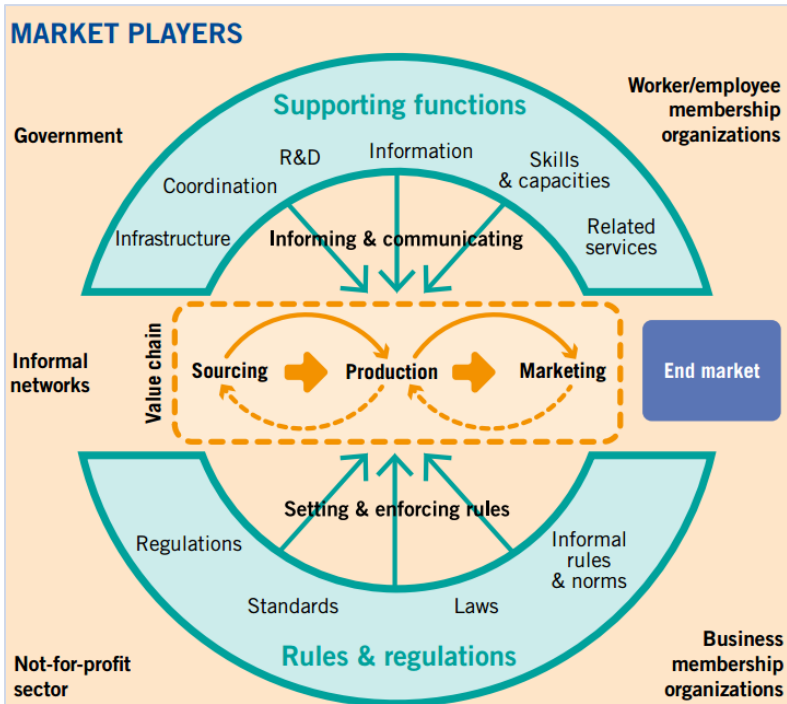 MARKET PLAYERS
Supporting functions
Worker/employee
membership
organizations
Government
R&D
Information
Skills
& capacities
Coordination
Infrastructure
Related
services
Informing & communicating
Informal
networks
Value chain
Sourcing
Production
Marketing
End market
Setting & enforcing rules
Regulations
Informal
rules
& norms
Standards
Laws
Rules & regulations
Not-for-profit
sector
Business
membership
organizations